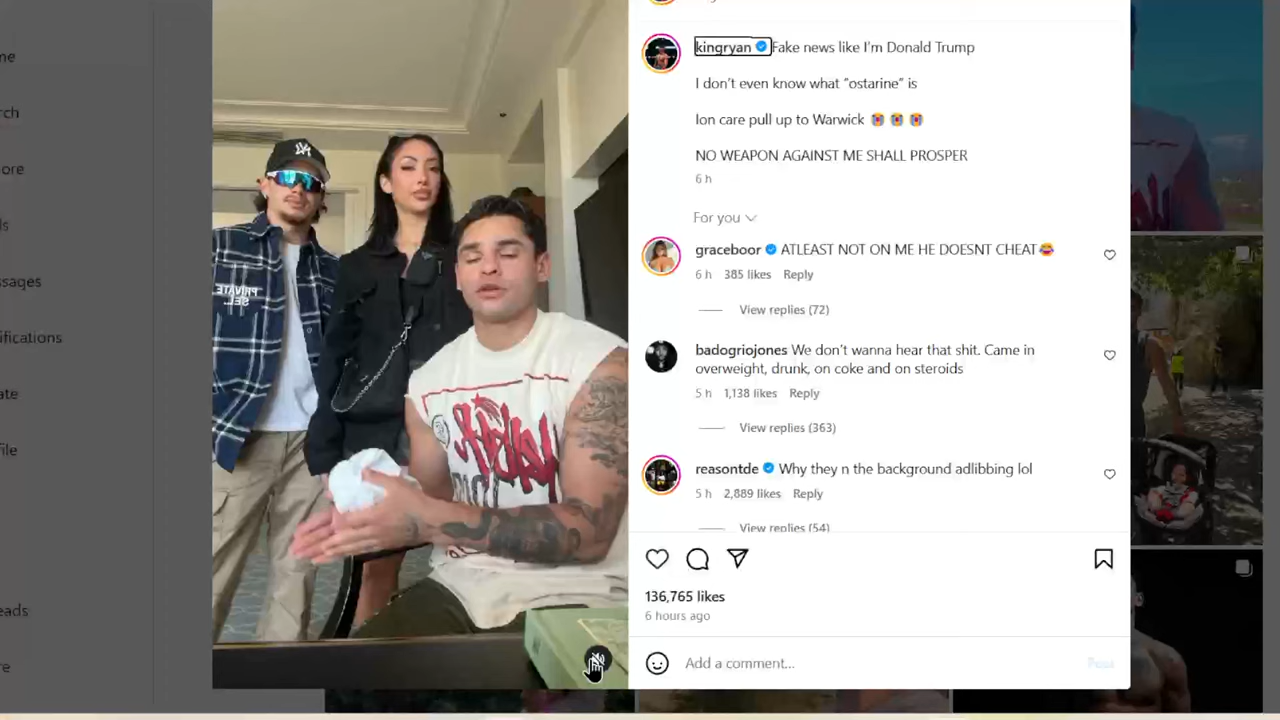 kingryan Fake news like I'm Donald Trump
I don't even know what “ostarine” is
Ion care pull up to Warwick 😭 😭 😭
NO WEAPON AGAINST ME SHALL PROSPER
6 h
For you
graceboor ATLEAST NOT ON ME HE DOESNT CHEAT😂
6 h 385 likes Reply
View replies (72)
badogriojones We don't wanna hear that shit. Came in
overweight, drunk, on coke and on steroids
5 h 1,138 likes Reply
View replies (363)
reasontde Why they n the background adlibbing lol
5 h 2,889 likes Reply
View replies (54)
136,765 likes
6 hours ago
Add a comment...
Post
PRIVATE
SEL..
ne
rch
ore
ls
ssages
ifications
ate
file
eads
re